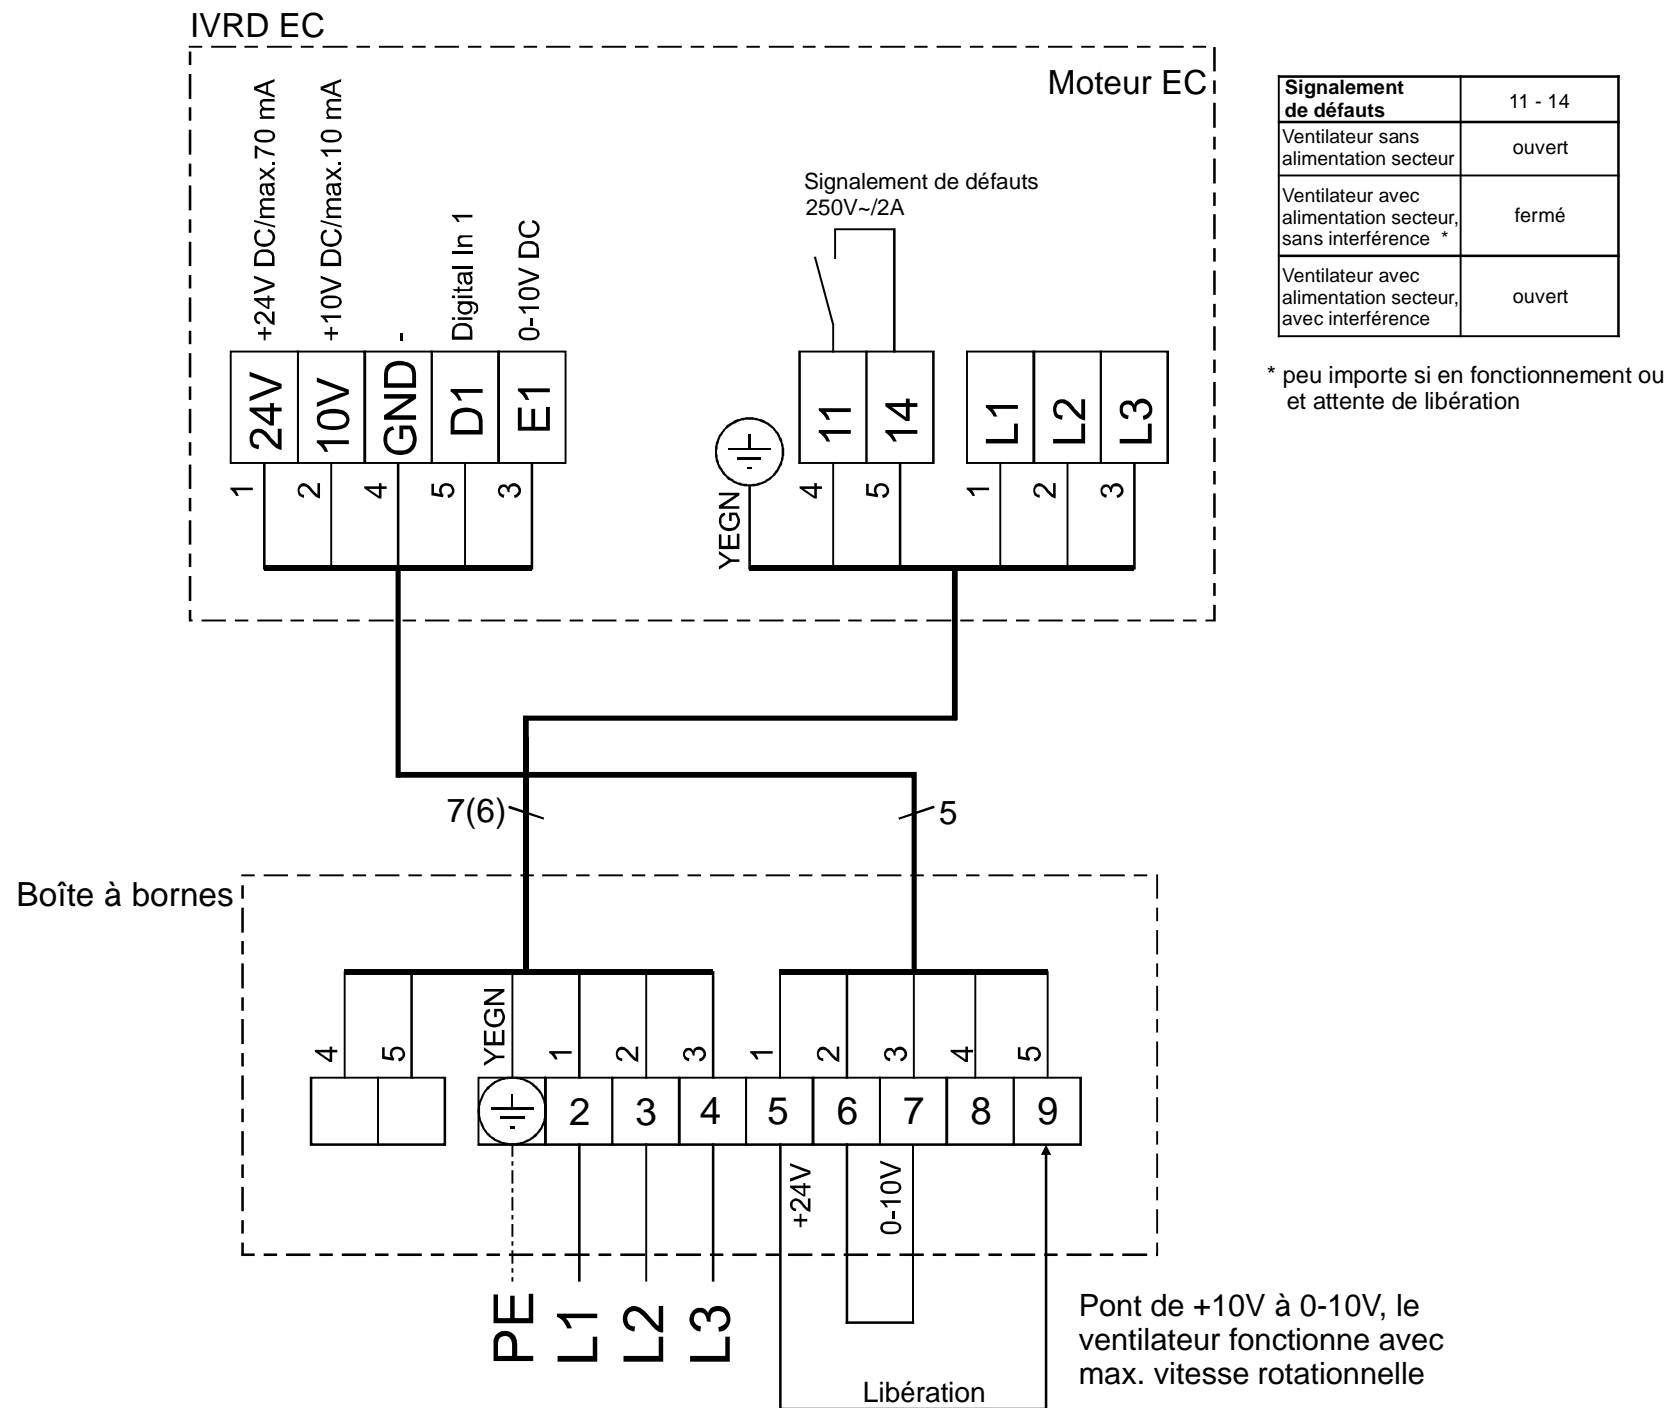 IVRD EC
Moteur EC
+24V DC/max.70 mA
+10V DC/max.10 mA
-
Digital In 1
0-10V DC
Signalement de défauts
250V~/2A
24V
10V
GND
D1
E1
11
14
L1
L2
L3
1
2
4
5
3
YEGN
4
5
1
2
3
Signalement
de défauts
11 - 14
Ventilateur sans
alimentation secteur
ouvert
Ventilateur avec
alimentation secteur,
sans interférence *
fermé
Ventilateur avec
alimentation secteur,
avec interférence
ouvert
* peu importe si en fonctionnement ou
et attente de libération
7(6)
5
Boîte à bornes
4
5
YEGN
1
2
3
1
2
3
4
5
2
3
4
5
6
7
8
9
+24V
0-10V
PE
L1
L2
L3
Libération
Pont de +10V à 0-10V, le
ventilateur fonctionne avec
max. vitesse rotationnelle